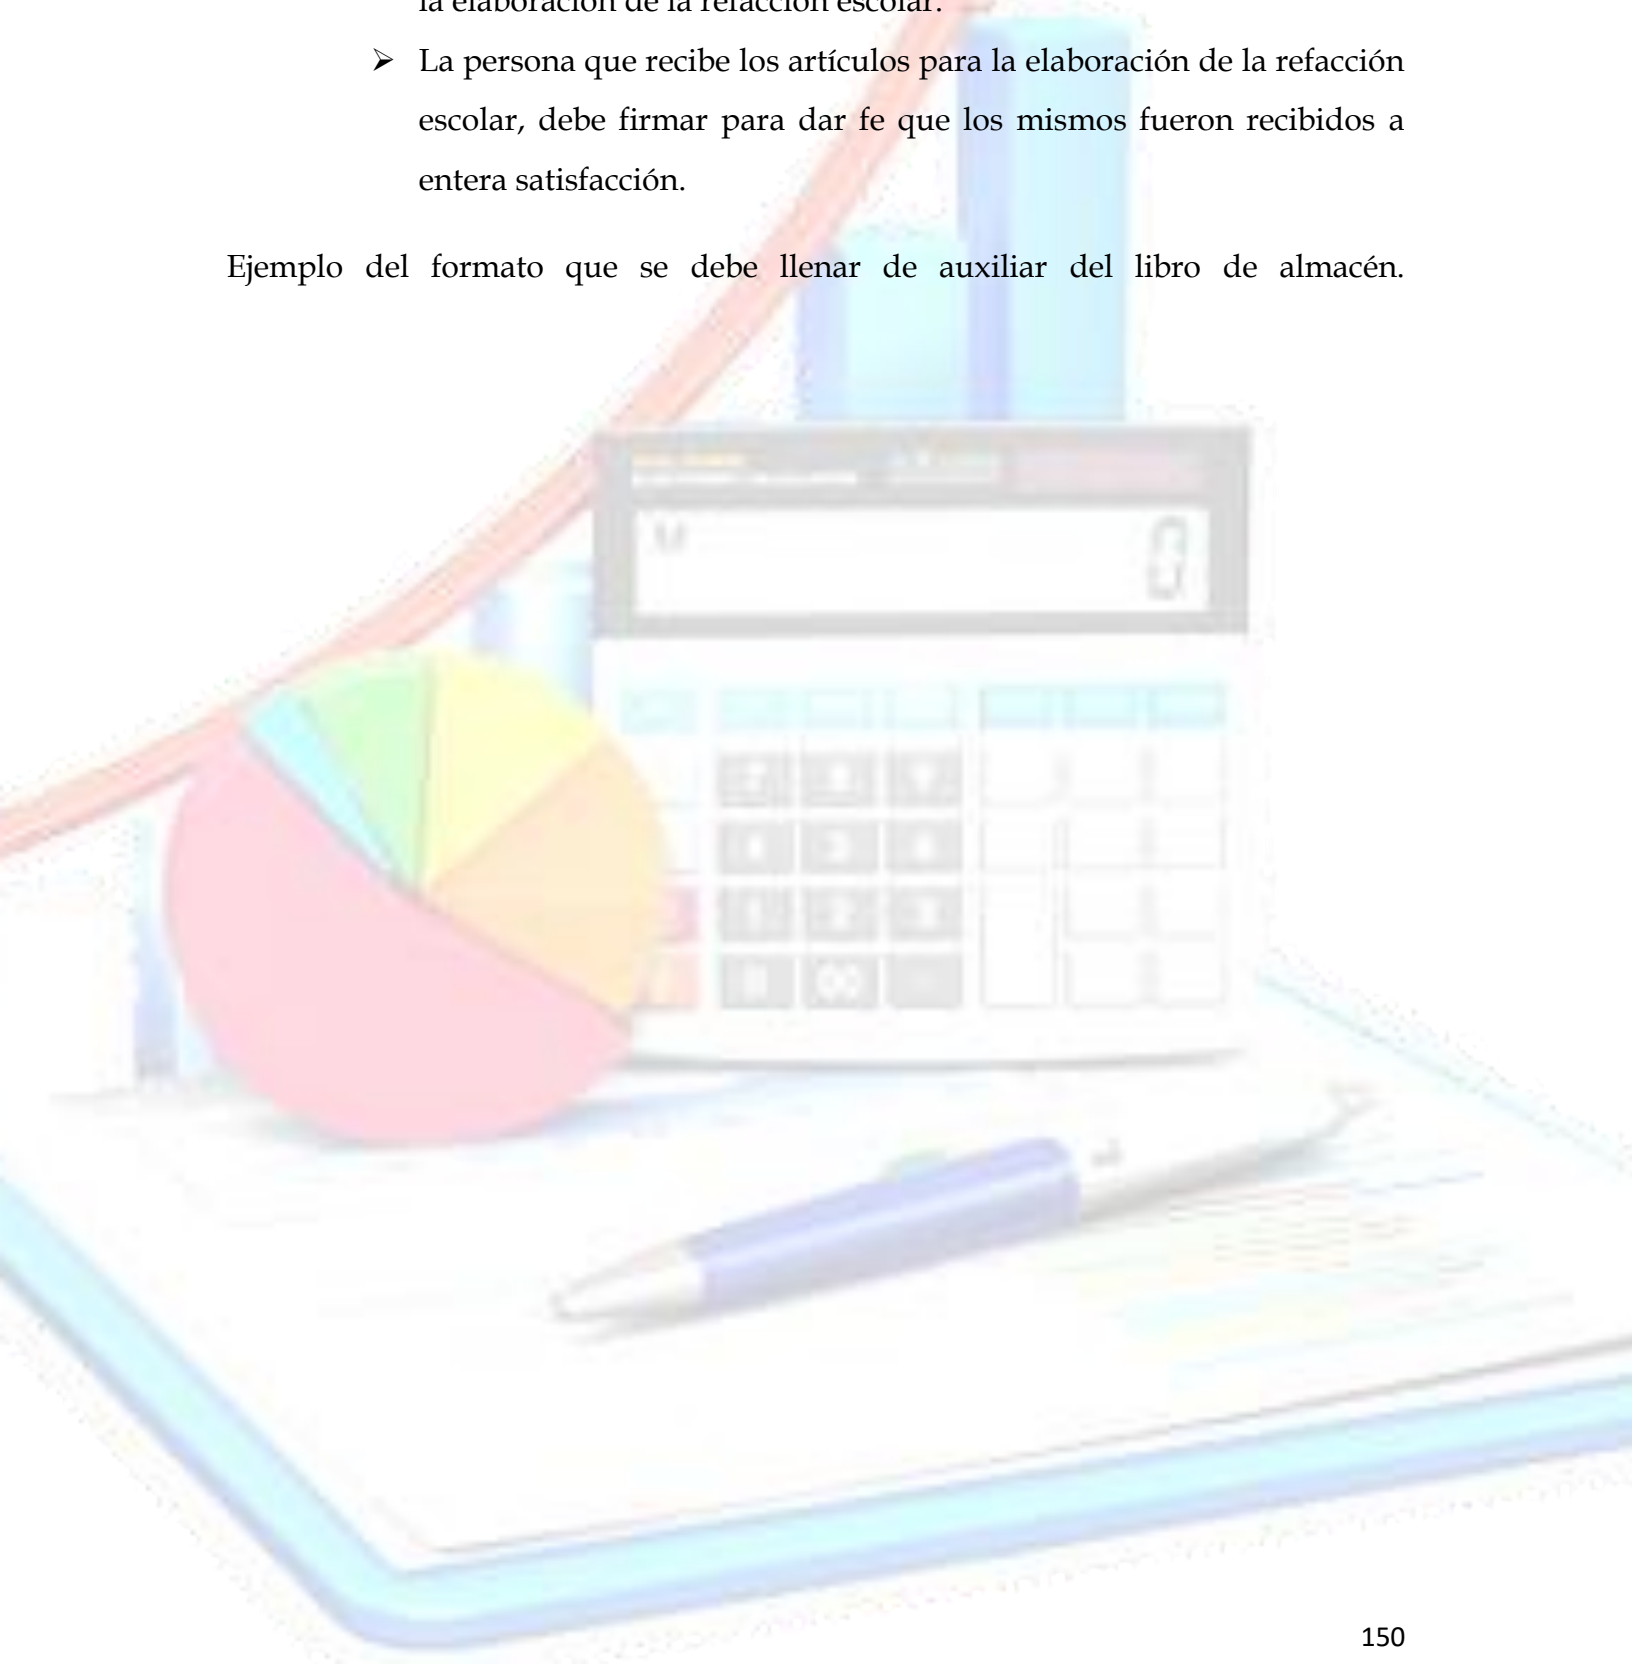 la elaboración de la refacción escolar.
➤ La persona que recibe los artículos para la elaboración de la refacción
escolar, debe firmar para dar fe que los mismos fueron recibidos a
entera satisfacción.
Ejemplo del formato que se debe llenar de auxiliar del libro de almacén.
150